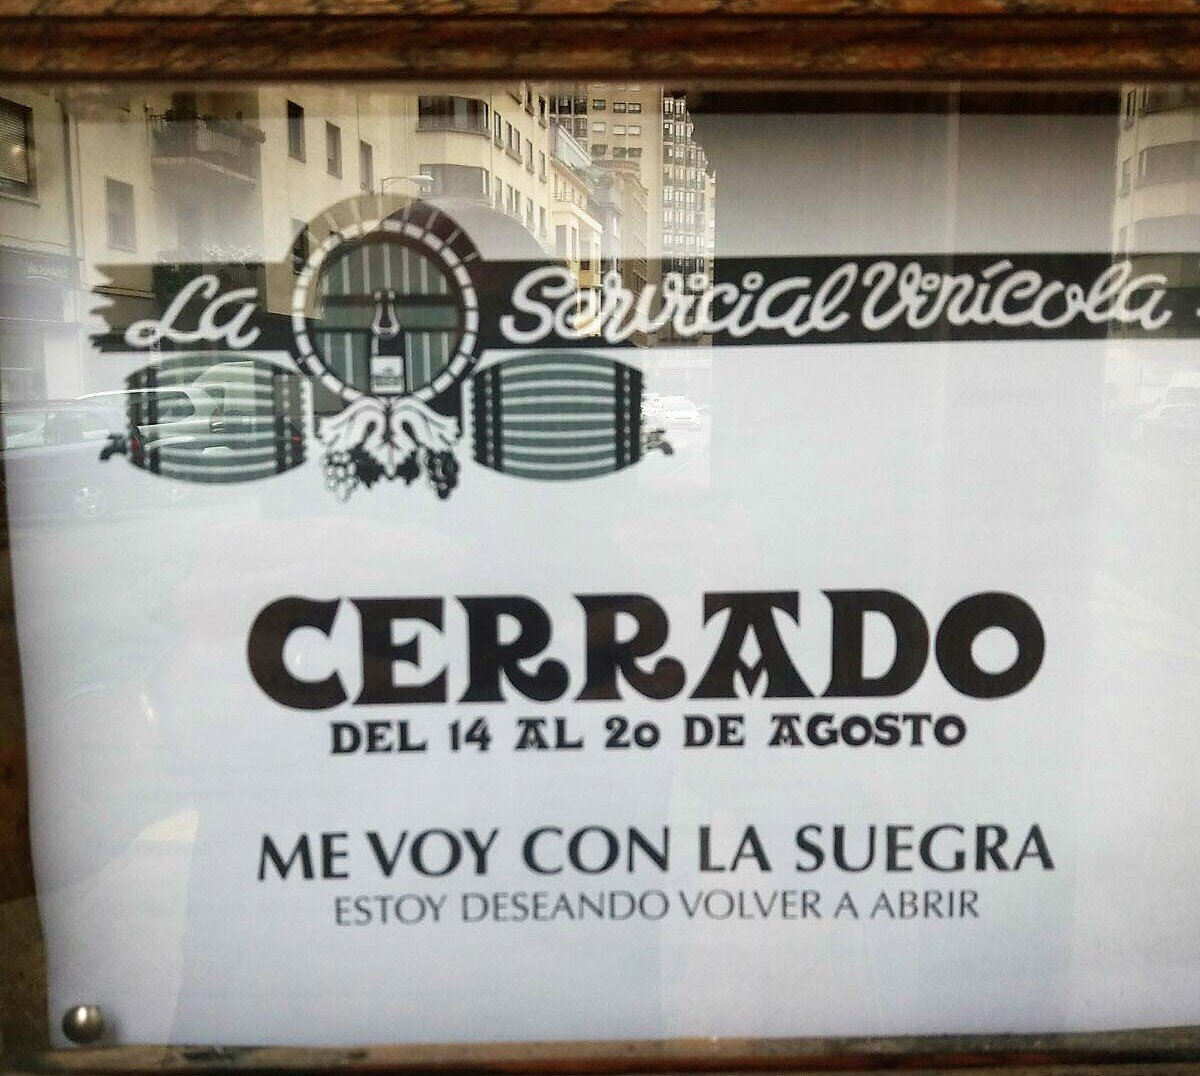 La Servicial Vinícola
CERRADO
DEL 14 AL 20 DE AGOSTO
ME VOY CON LA SUEGRA
ESTOY DESEANDO VOLVER A ABRIR